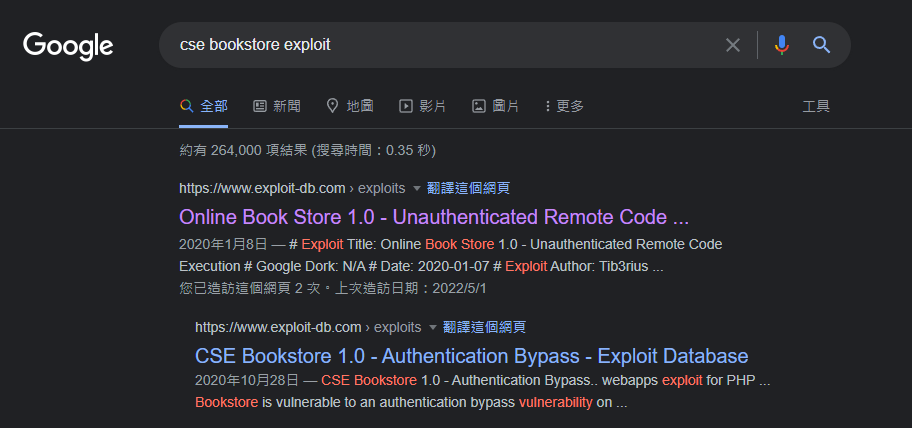 Google
cse bookstore exploit
全部 新聞 地圖 影片 圖片 更多 工具
約有 264,000 項結果 (搜尋時間：0.35 秒)
https://www.exploit-db.com › exploits 翻譯這個網頁
Online Book Store 1.0 - Unauthenticated Remote Code ...
2020年1月8日 — # Exploit Title: Online Book Store 1.0 - Unauthenticated Remote Code
Execution # Google Dork: N/A # Date: 2020-01-07 # Exploit Author: Tib3rius ...
您已造訪這個網頁 2 次。上次造訪日期：2022/5/1
https://www.exploit-db.com › exploits 翻譯這個網頁
CSE Bookstore 1.0 - Authentication Bypass - Exploit Database
2020年10月28日 — CSE Bookstore 1.0 - Authentication Bypass.. webapps exploit for PHP ...
Bookstore is vulnerable to an authentication bypass vulnerability on ...